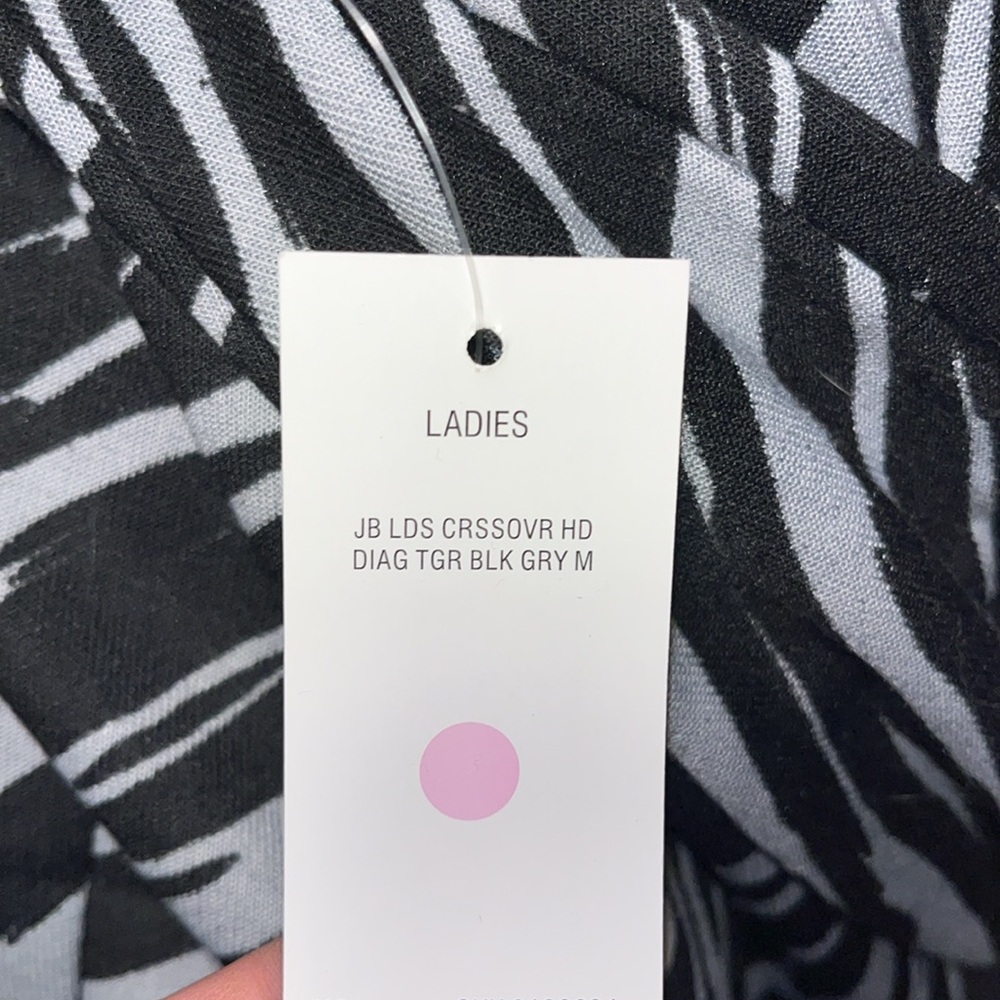 LADIES
JB LDS CRSSOVR HD
DIAG TGR BLK GRY M